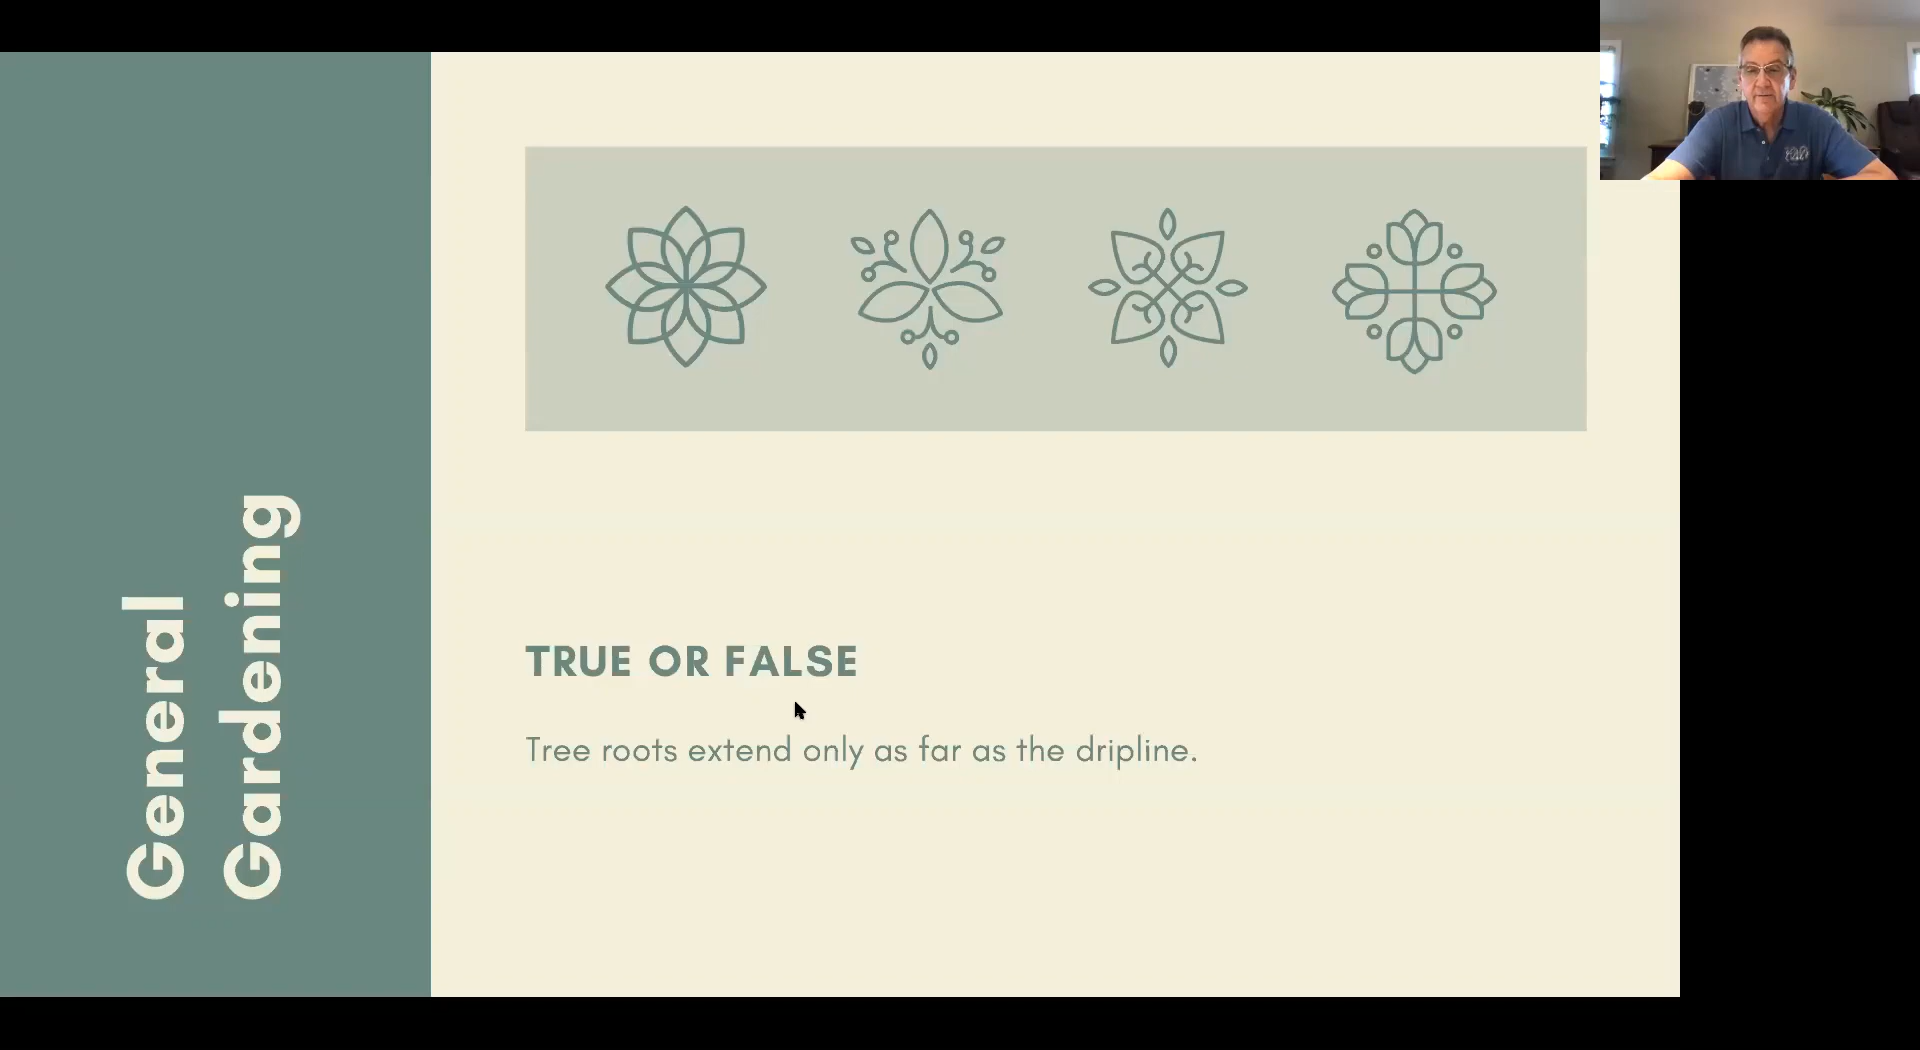 General
Gardening
TRUE OR FALSE
Tree roots extend only as far as the dripline.